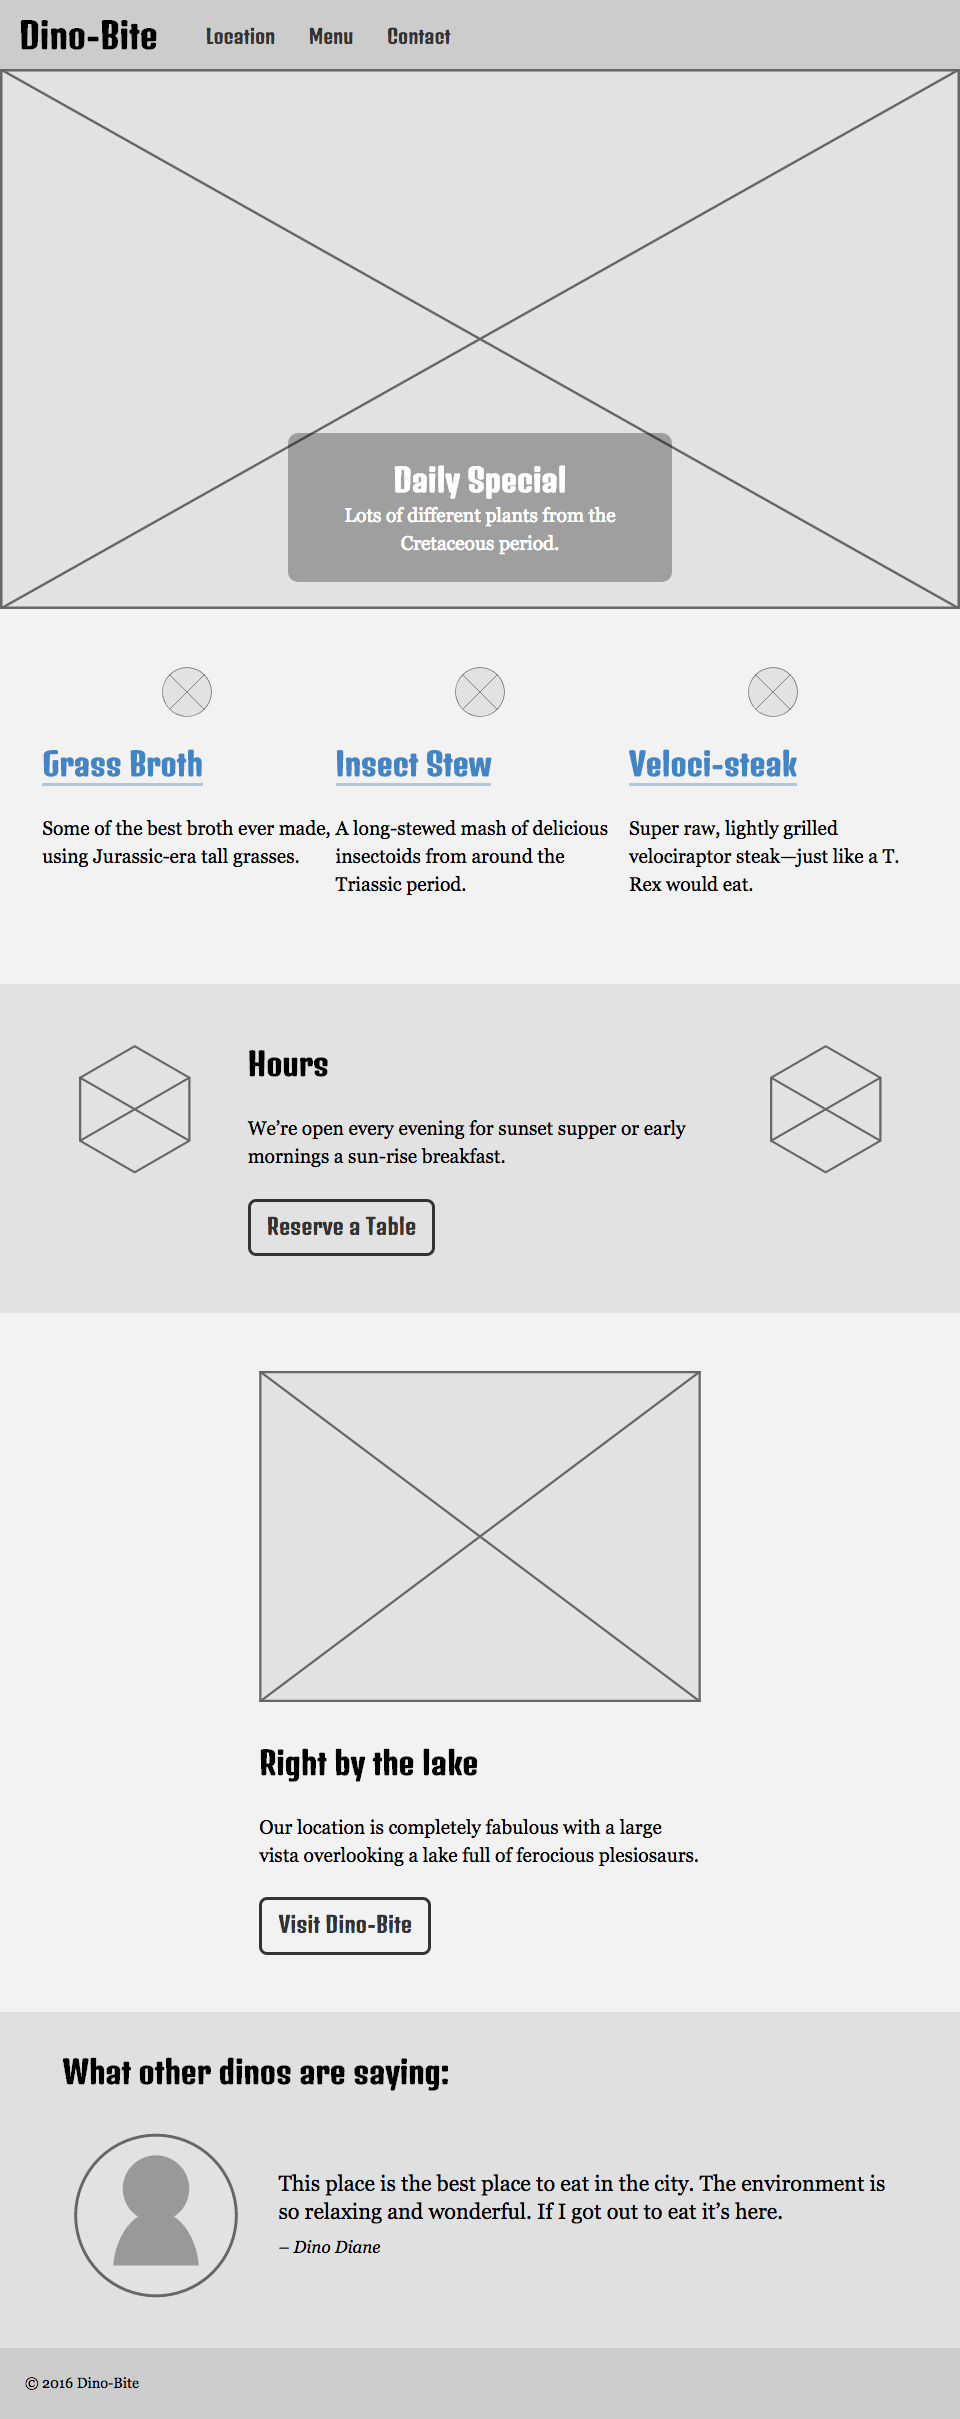 Dino-Bite
Location Menu Contact
Daily Special
Lots of different plants from the
Cretaceous period.
Grass Broth
Some of the best broth ever made,
using Jurassic-era tall grasses.
Insect Stew
A long-stewed mash of delicious
insectoids from around the
Triassic period.
Veloci-steak
Super raw, lightly grilled
velociraptor steak—just like a T.
Rex would eat.
Hours
We’re open every evening for sunset supper or early
mornings a sun-rise breakfast.
Reserve a Table
Right by the lake
Our location is completely fabulous with a large
vista overlooking a lake full of ferocious plesiosaurs.
Visit Dino-Bite
What other dinos are saying:
This place is the best place to eat in the city. The environment is
so relaxing and wonderful. If I got out to eat it’s here.
– Dino Diane
© 2016 Dino-Bite